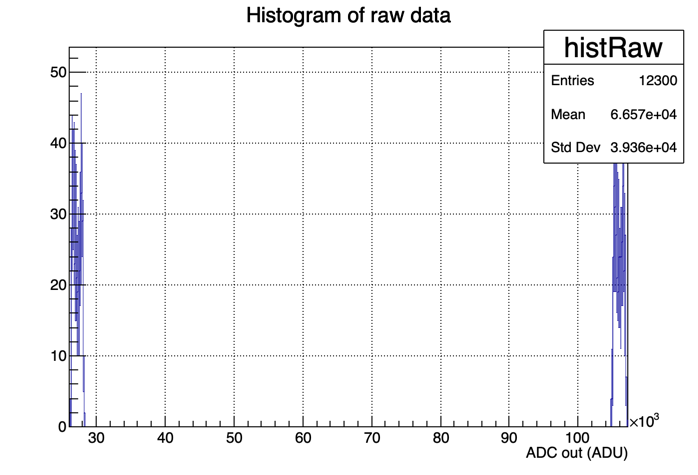 Histogram of raw data
histRaw
Entries 12300
Mean 6.657e+04
Std Dev 3.936e+04
50
40
30
20
10
0
30 40 50 60 70 80 90 100
×10³
ADC out (ADU)